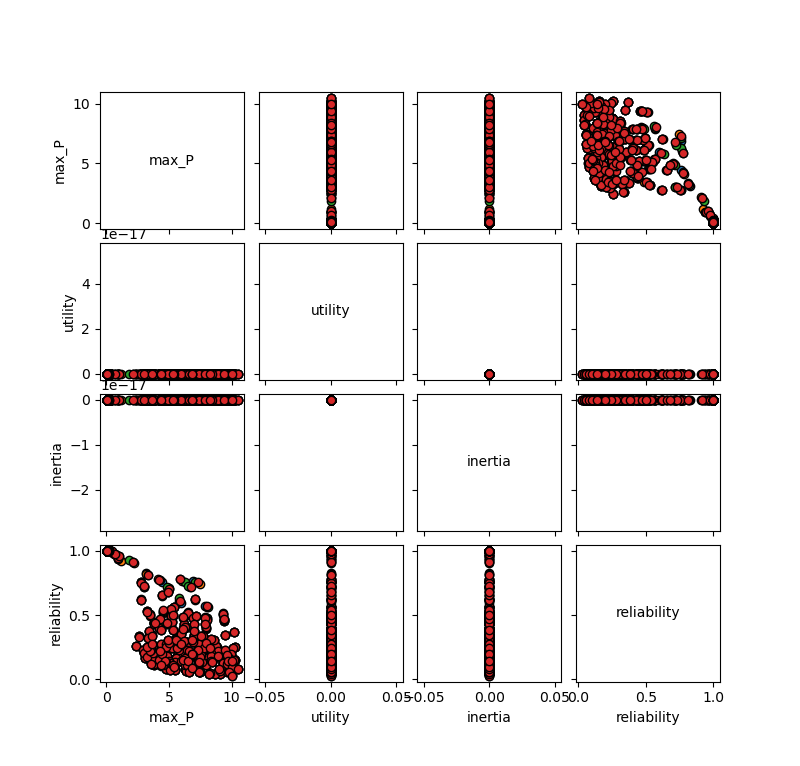 10
5
0
max_P
max_P
1e−17
4
2
0
utility
utility
1e−17
0
−1
−2
inertia
inertia
1.0
0.5
0.0
reliability
reliability
0 5 10
−0.05 0.00 0.05
−0.05 0.00 0.05
0.0 0.5 1.0
max_P utility inertia reliability